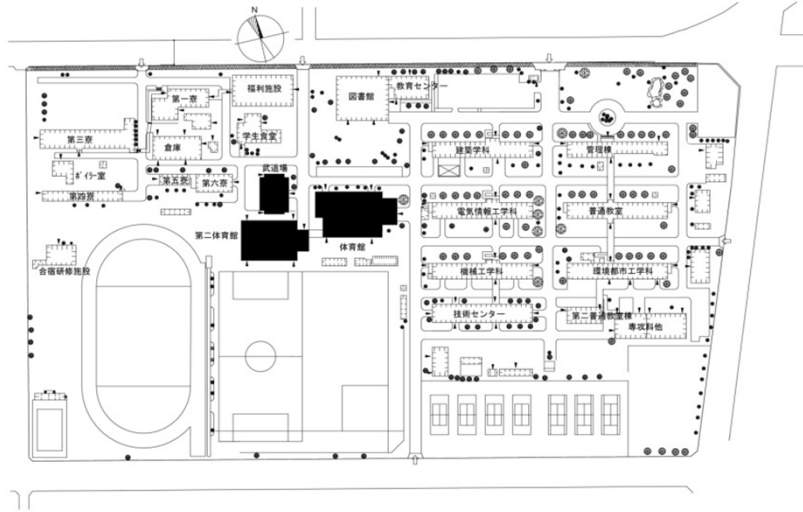 N
福利施設
第一寮
図書館
教育センター
第三寮
倉庫
学生食堂
建築学科
管理棟
ボイラー室
武道場
第五寮
第六寮
第四寮
電気情報工学科
普通教室
第二体育館
体育館
合宿研修施設
機械工学科
環境都市工学科
技術センター
第二普通教室棟
専攻科他